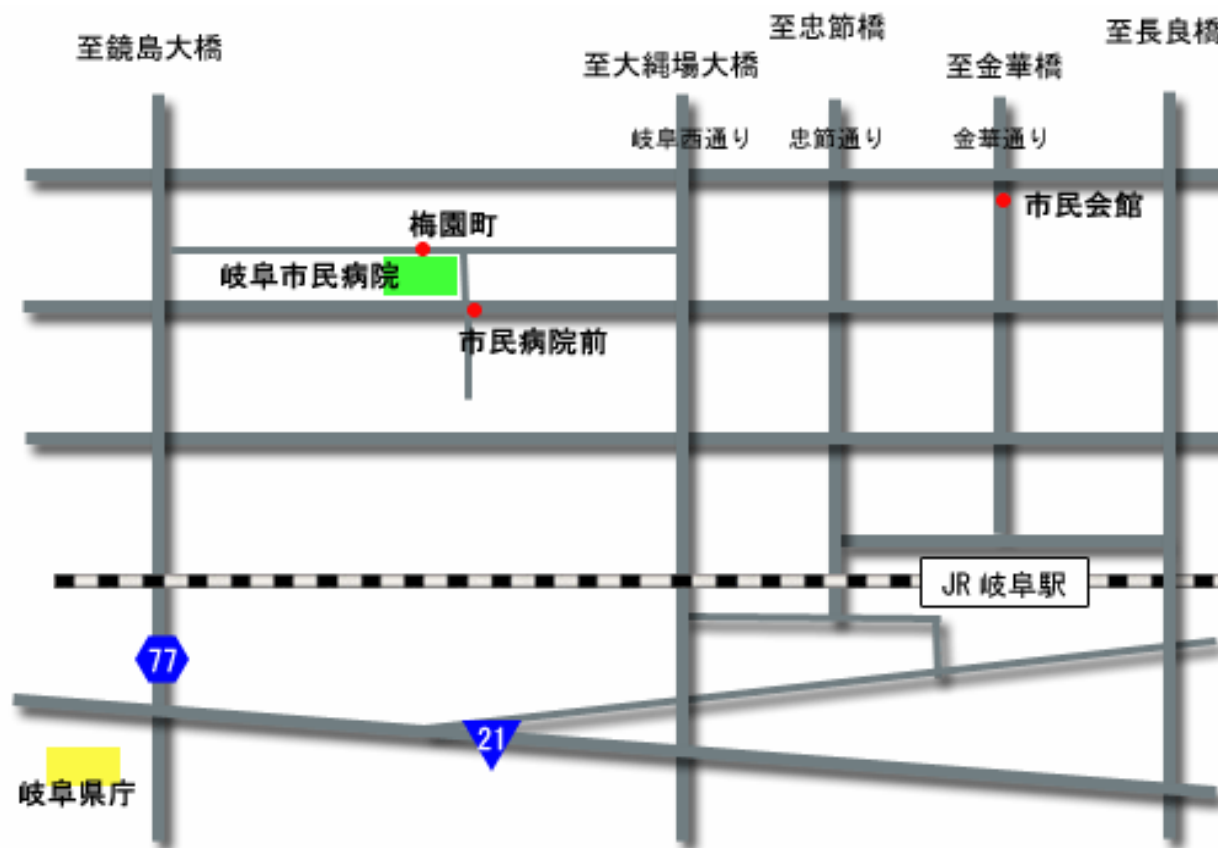 至忠節橋
至長良橋
至鏡島大橋
至大縄場大橋
至金華橋
岐阜西通り
忠節通り
金華通り
市民会館
梅園町
岐阜市民病院
市民病院前
JR 岐阜駅
77
21
岐阜県庁